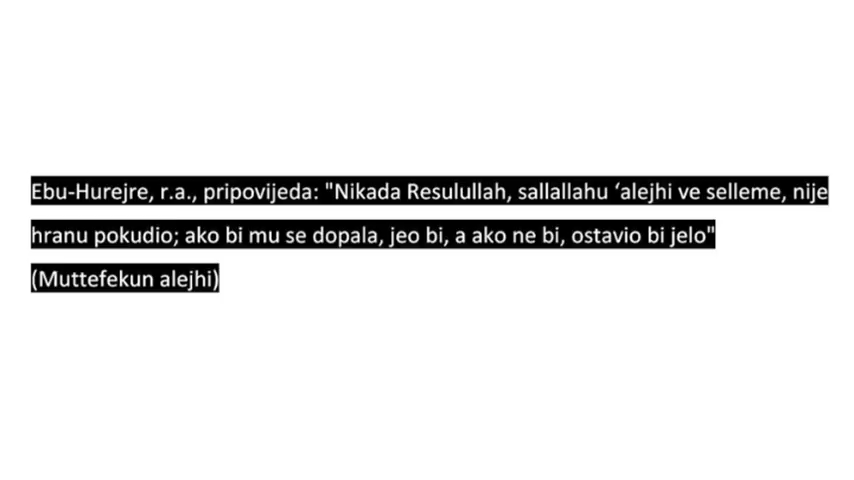 Ebu-Hurejre, r.a., pripovijeda: "Nikada Resulullah, sallallahu ‘alejhi ve selleme, nije
hranu pokudio; ako bi mu se dopala, jeo bi, a ako ne bi, ostavio bi jelo"
(Muttefekun alejhi)